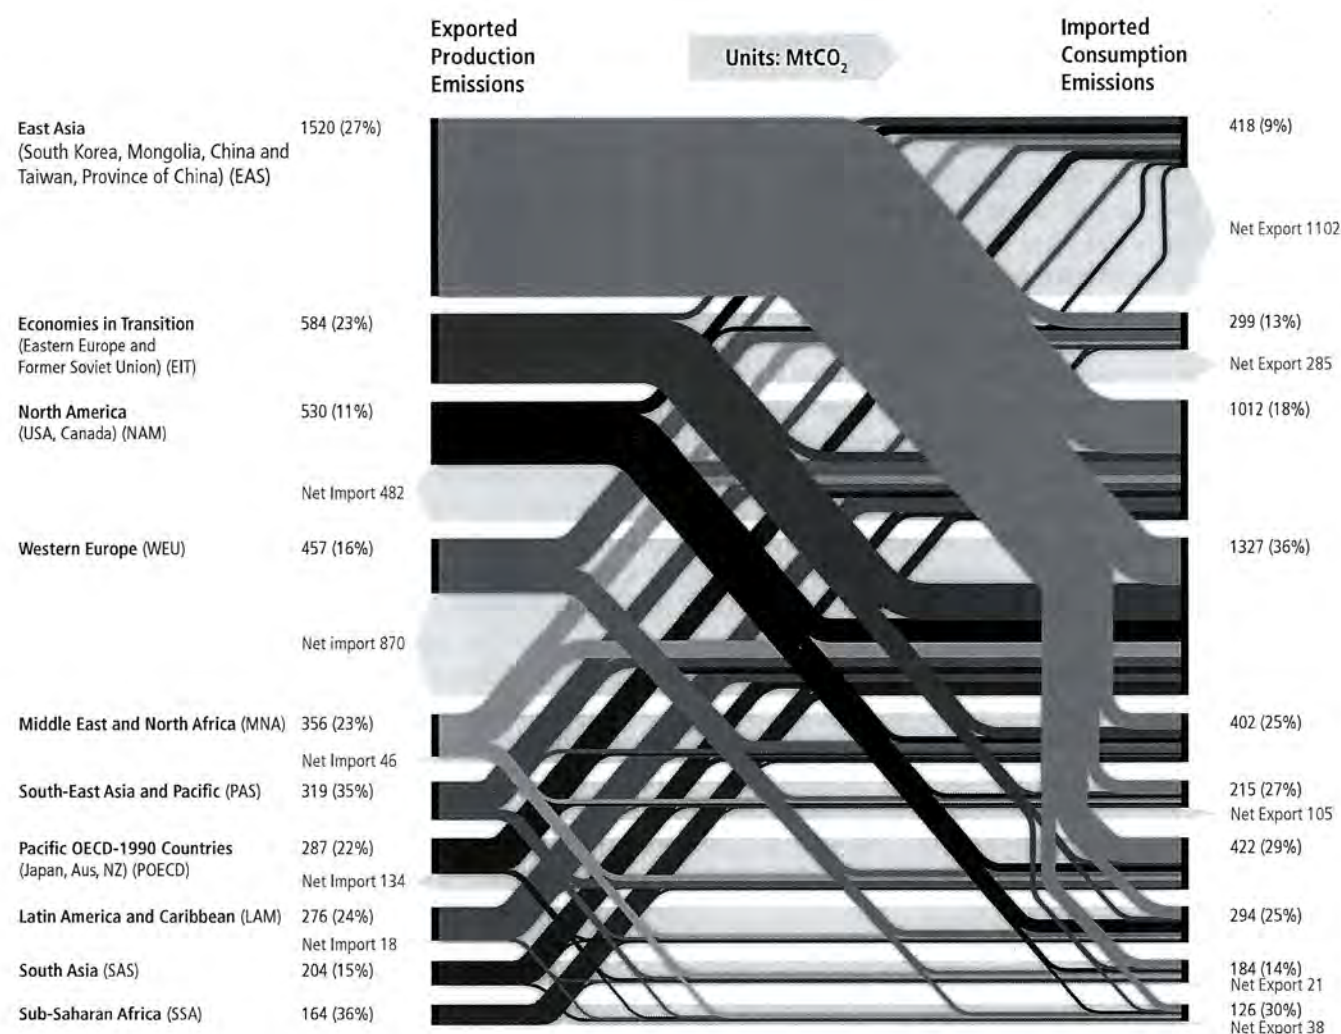 Exported
Production
Emissions
Units: MtCO₂
Imported
Consumption
Emissions
East Asia 1520 (27%) 418 (9%)
(South Korea, Mongolia, China and
Taiwan, Province of China) (EAS)
Net Export 1102
Economies in Transition 584 (23%) 299 (13%)
(Eastern Europe and
Former Soviet Union) (EIT)
Net Export 285
North America 530 (11%) 1012 (18%)
(USA, Canada) (NAM)
Net Import 482
Western Europe (WEU) 457 (16%) 1327 (36%)
Net import 870
Middle East and North Africa (MNA) 356 (23%) 402 (25%)
Net Import 46
South-East Asia and Pacific (PAS) 319 (35%) 215 (27%)
Net Export 105
Pacific OECD-1990 Countries 287 (22%) 422 (29%)
(Japan, Aus, NZ) (POECD)
Net Import 134
Latin America and Caribbean (LAM) 276 (24%) 294 (25%)
Net Import 18
South Asia (SAS) 204 (15%) 184 (14%)
Net Export 21
Sub-Saharan Africa (SSA) 164 (36%) 126 (30%)
Net Export 38